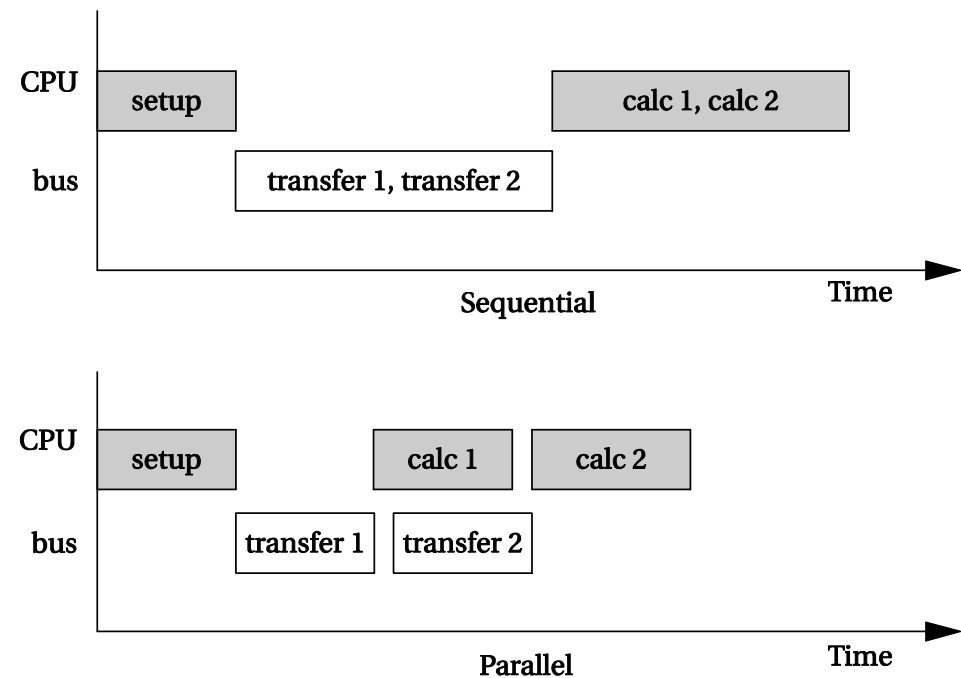 CPU
setup
calc 1, calc 2
bus
transfer 1, transfer 2
Time
Sequential
CPU
setup
calc 1
calc 2
bus
transfer 1
transfer 2
Time
Parallel